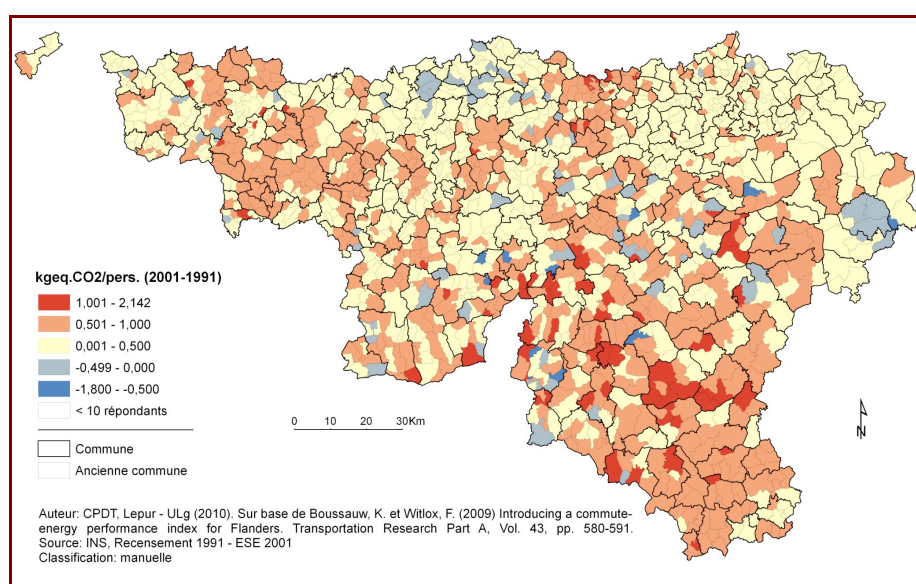 kgeq.CO2/pers. (2001-1991)
1,001 - 2,142
0,501 - 1,000
0,001 - 0,500
-0,499 - 0,000
-1,800 - -0,500
< 10 répondants
Commune
Ancienne commune
0 10 20 30Km
N
Auteur: CPDT, Lepur - ULg (2010). Sur base de Boussauw, K. et Witlox, F. (2009) Introducing a commute-
energy performance index for Flanders. Transportation Research Part A, Vol. 43, pp. 580-591.
Source: INS, Recensement 1991 - ESE 2001
Classification: manuelle